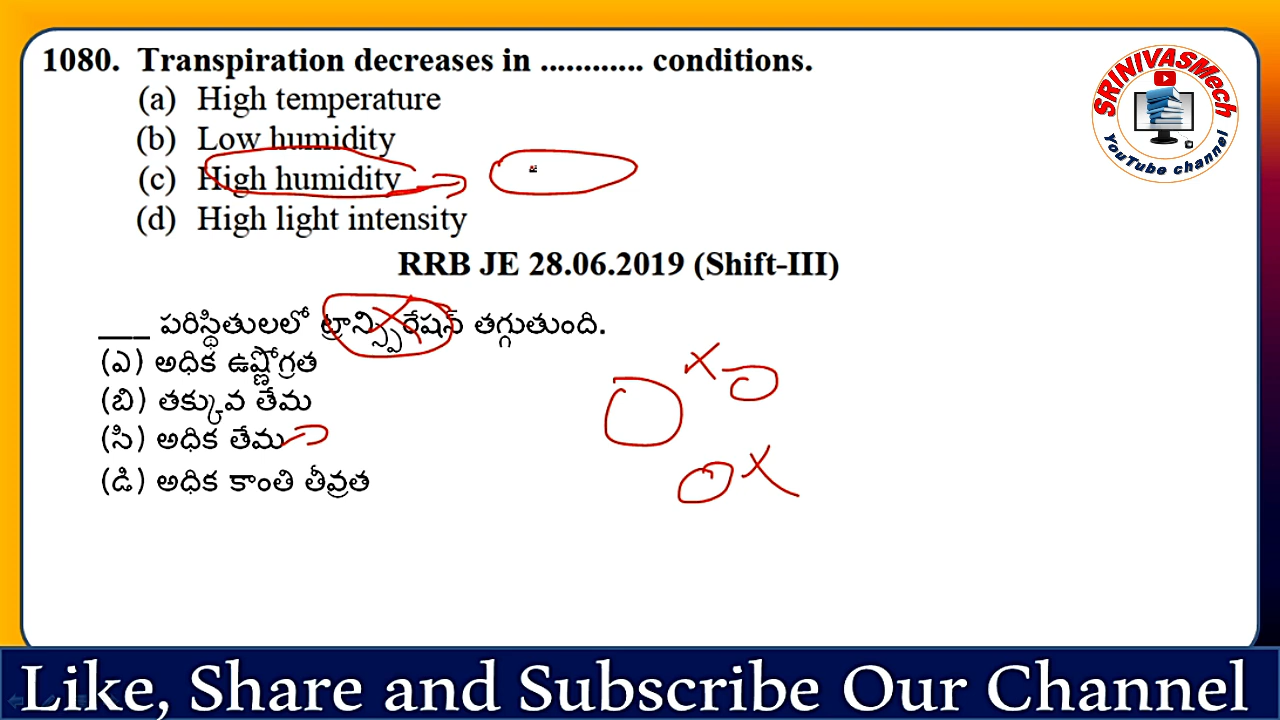 1080. Transpiration decreases in ............ conditions.
(a) High temperature
(b) Low humidity
(c) High humidity
(d) High light intensity
RRB JE 28.06.2019 (Shift-III)
___ పరిస్థితులలో ట్రాన్స్పిరేషన్ తగ్గుతుంది.
(ఎ) అధిక ఉష్ణోగ్రత
(బి) తక్కువ తేమ
(సి) అధిక తేమ
(డి) అధిక కాంతి తీవ్రత
SRINIVASMech
YouTube channel
Like, Share and Subscribe Our Channel